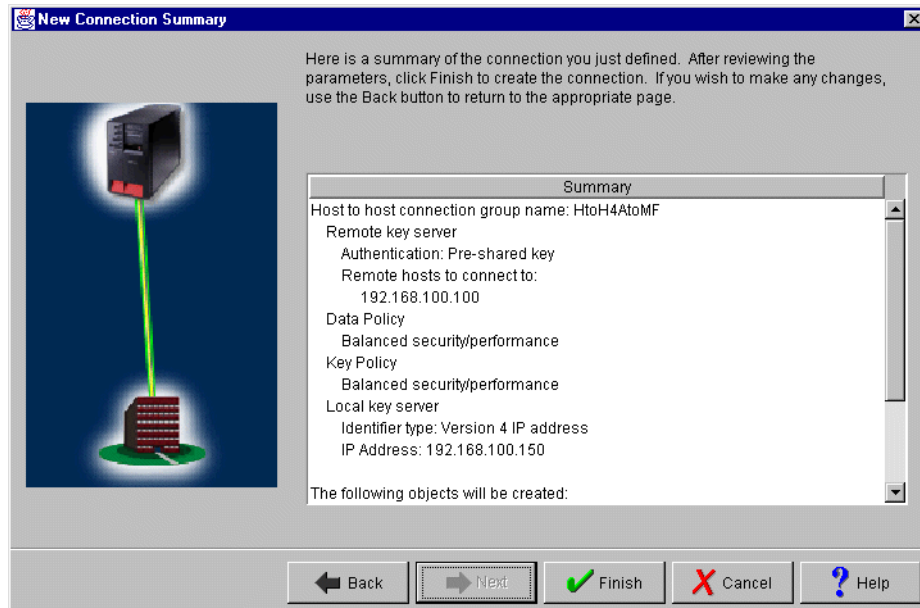 New Connection Summary
Here is a summary of the connection you just defined. After reviewing the
parameters, click Finish to create the connection. If you wish to make any changes,
use the Back button to return to the appropriate page.
Summary
Host to host connection group name: HtoH4AtoMF
Remote key server
Authentication: Pre-shared key
Remote hosts to connect to:
192.168.100.100
Data Policy
Balanced security/performance
Key Policy
Balanced security/performance
Local key server
Identifier type: Version 4 IP address
IP Address: 192.168.100.150
The following objects will be created:
Back
Next
Finish
Cancel
Help